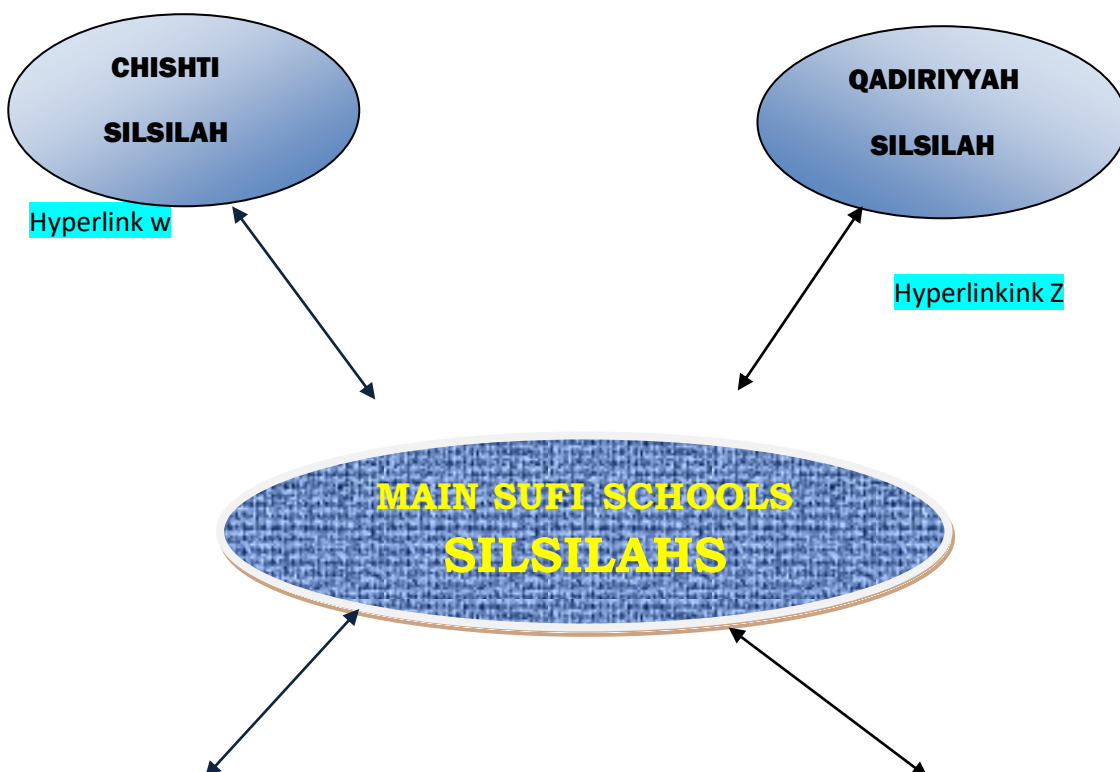 CHISHTI
SILSILAH
QADIRIYYAH
SILSILAH
Hyperlink w
Hyperlinkink Z
MAIN SUFI SCHOOLS
SILSILAHS